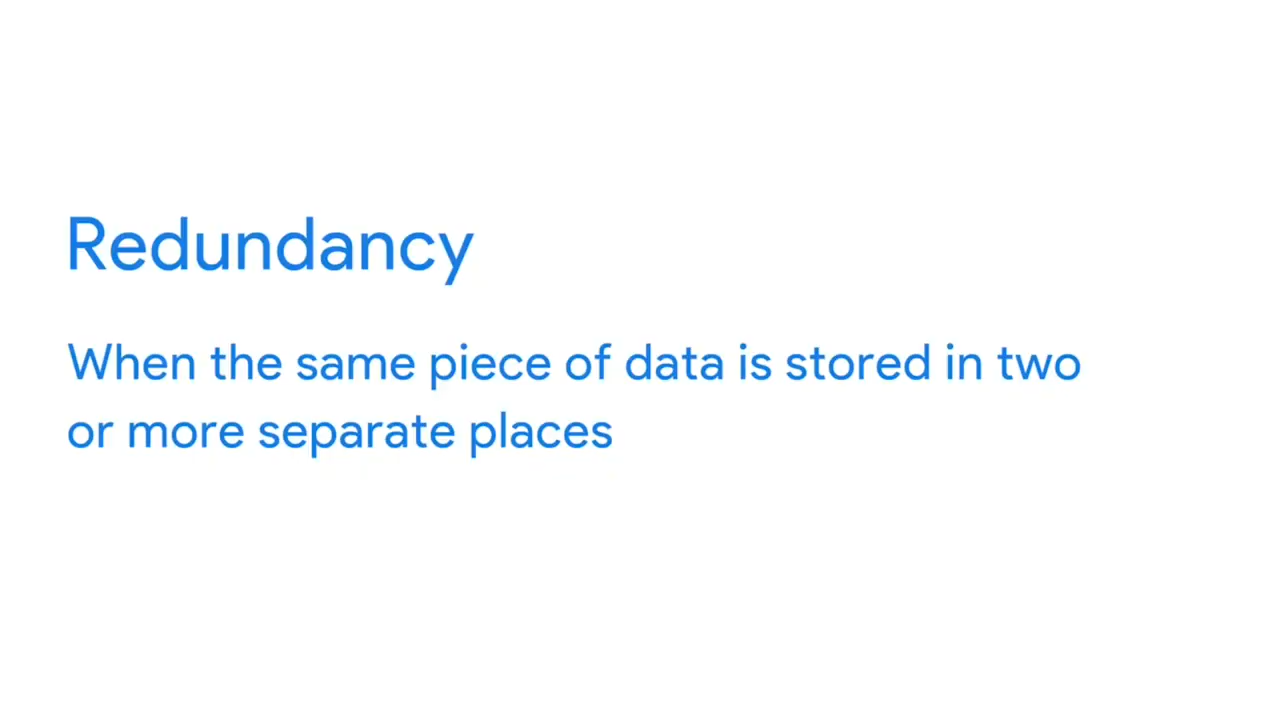 Redundancy
When the same piece of data is stored in two
or more separate places